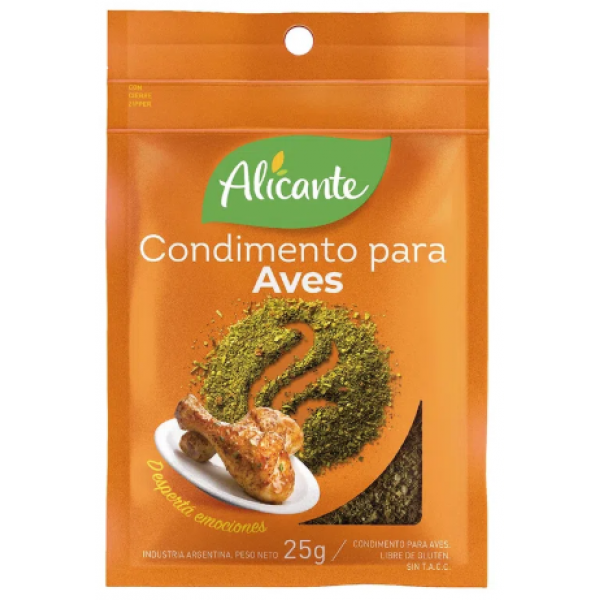 CON
CIERRE
ZIPPER
Alicante
Condimento para
Aves
Despertá emociones
INDUSTRIA ARGENTINA. PESO NETO 25g / CONDIMENTO PARA AVES.
LIBRE DE GLUTEN.
SIN T.A.C.C.